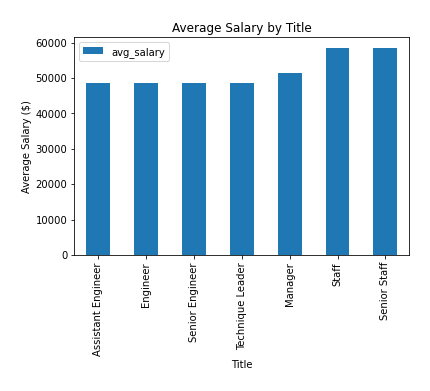 Average Salary by Title
avg_salary
Average Salary ($)
60000
50000
40000
30000
20000
10000
0
Assistant Engineer
Engineer
Senior Engineer
Technique Leader
Manager
Staff
Senior Staff
Title